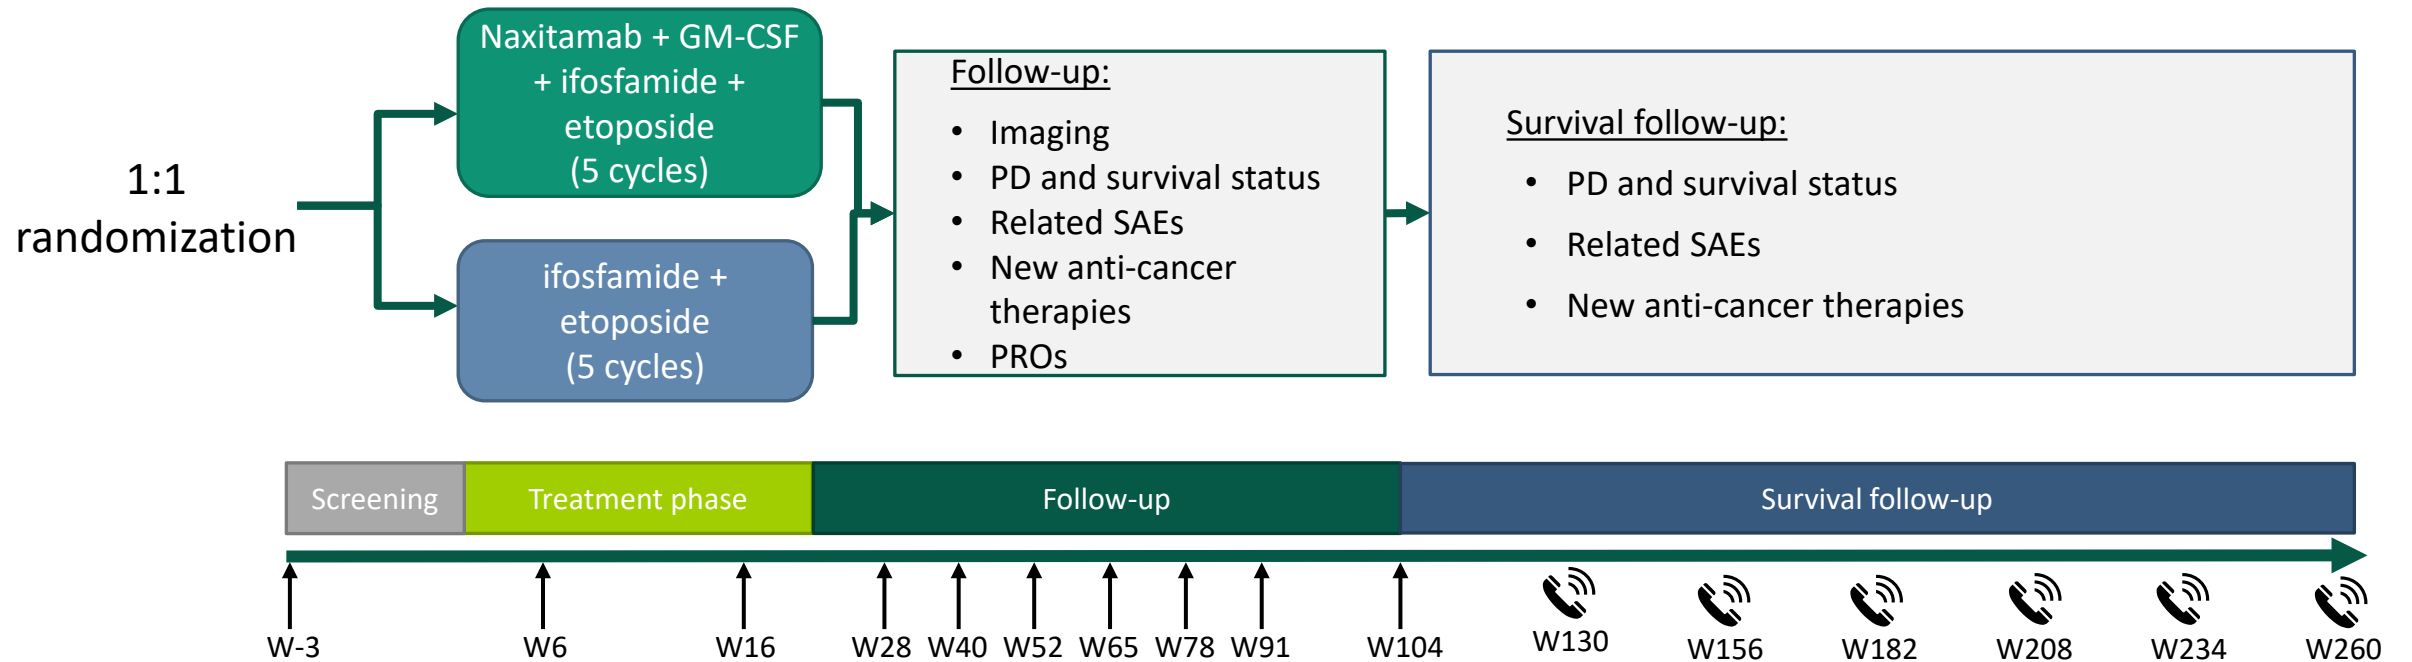 1:1
randomization
Naxitamab + GM-CSF
+ ifosfamide +
etoposide
(5 cycles)
ifosfamide +
etoposide
(5 cycles)
Follow-up:
• Imaging
• PD and survival status
• Related SAEs
• New anti-cancer
therapies
• PROs
Survival follow-up:
• PD and survival status
• Related SAEs
• New anti-cancer therapies
Screening
Treatment phase
Follow-up
Survival follow-up
W-3
W6
W16
W28
W40
W52
W65
W78
W91
W104
W130
W156
W182
W208
W234
W260